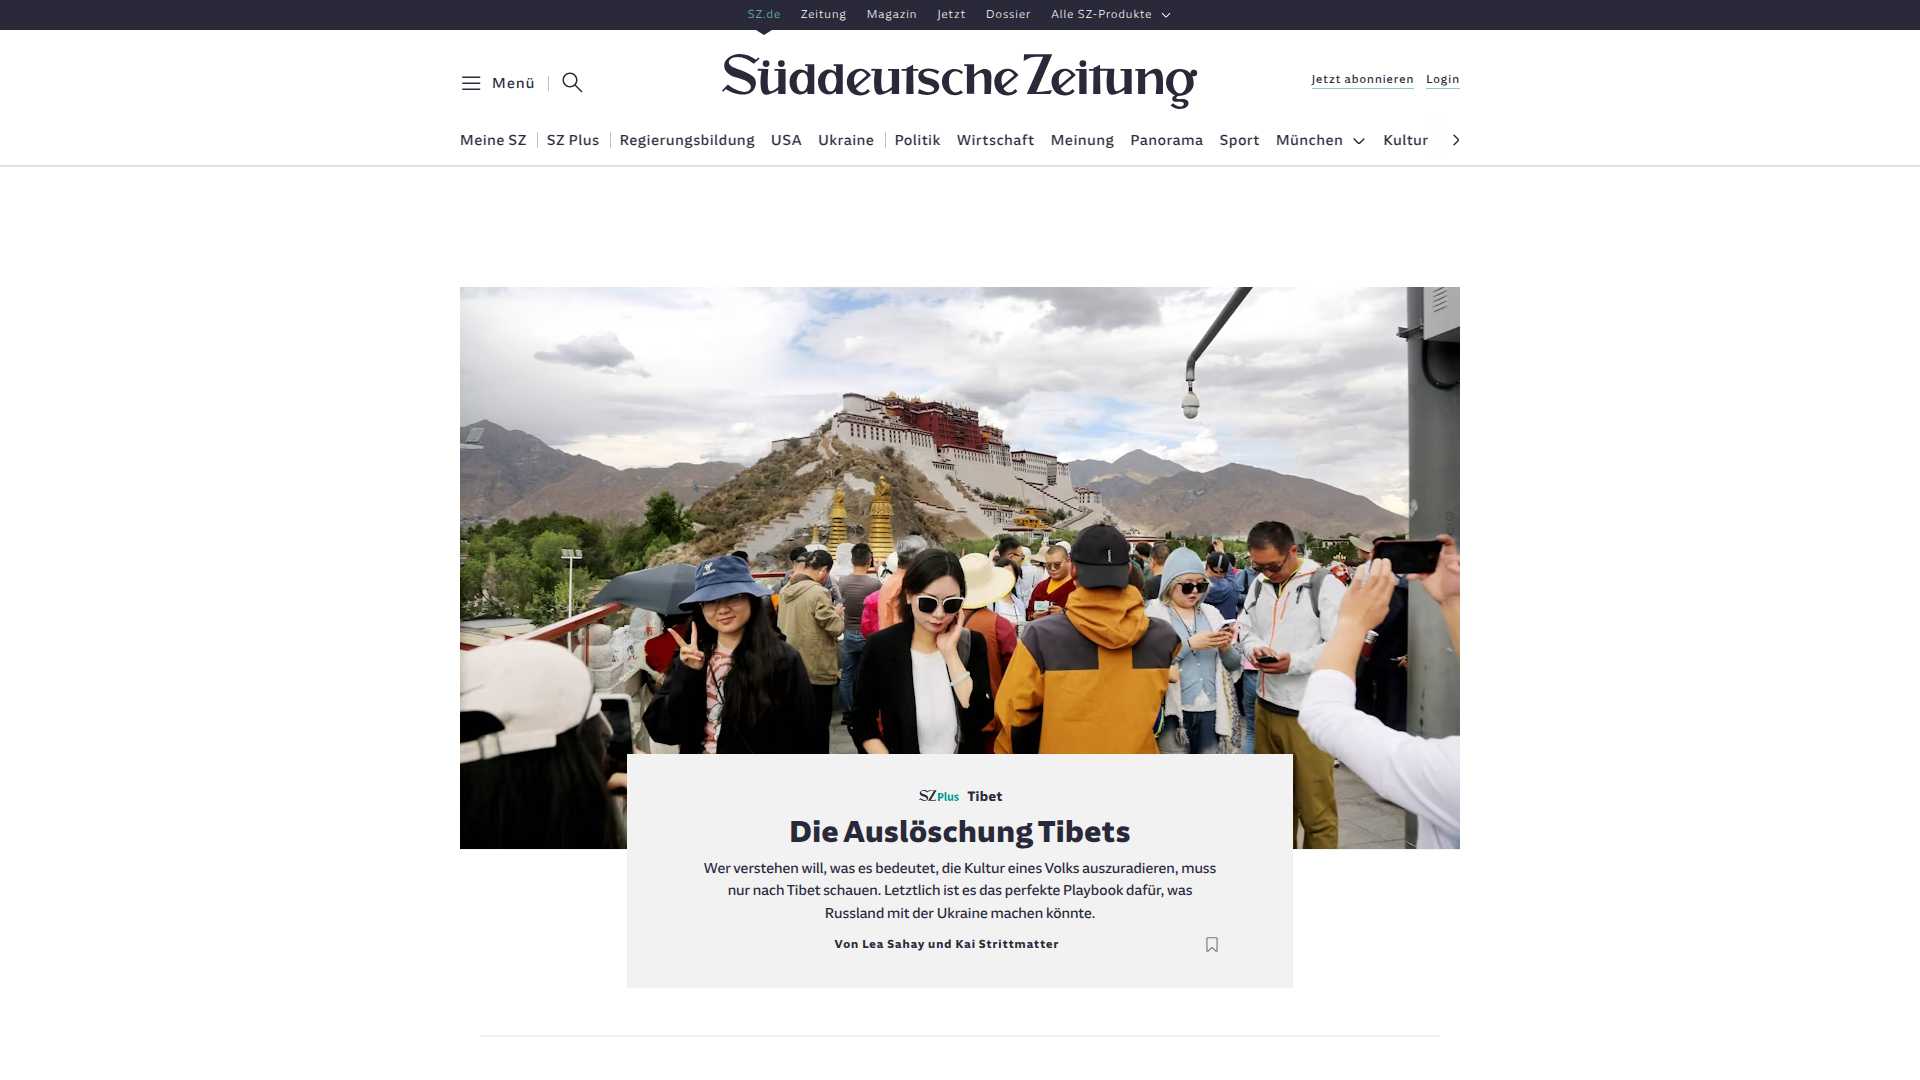 SZ.de Zeitung Magazin Jetzt Dossier Alle SZ-Produkte
Menü
Süddeutsche Zeitung
Jetzt abonnieren Login
Meine SZ SZ Plus Regierungsbildung USA Ukraine Politik Wirtschaft Meinung Panorama Sport München Kultur
SZ Plus Tibet
Die Auslöschung Tibets
Wer verstehen will, was es bedeutet, die Kultur eines Volks auszuradieren, muss
nur nach Tibet schauen. Letztlich ist es das perfekte Playbook dafür, was
Russland mit der Ukraine machen könnte.
Von Lea Sahay und Kai Strittmatter